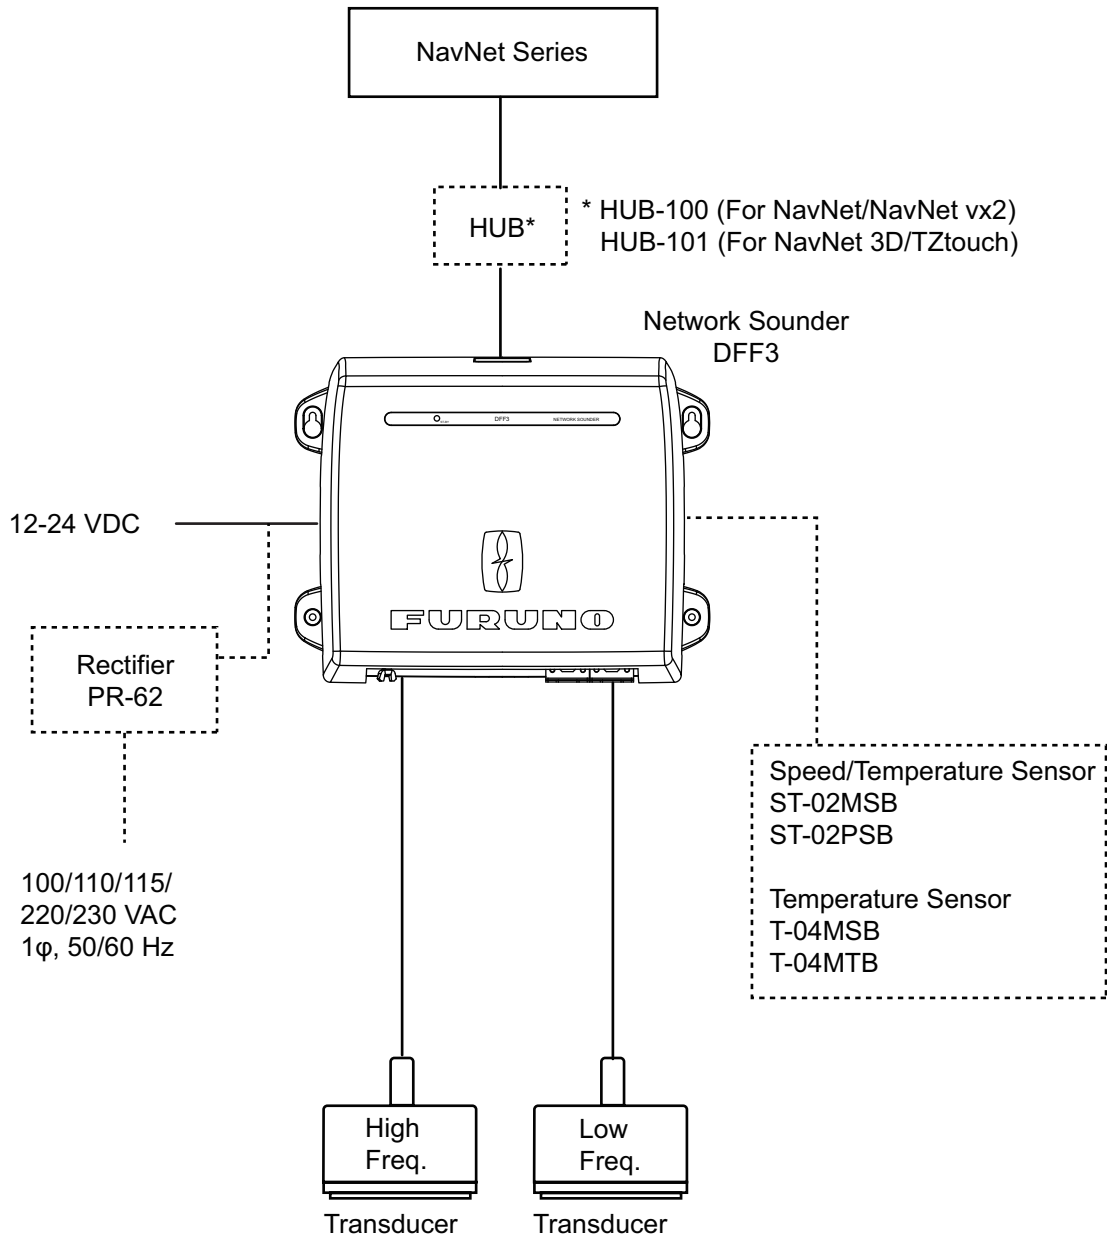 NavNet Series
HUB*
* HUB-100 (For NavNet/NavNet vx2)
HUB-101 (For NavNet 3D/TZtouch)
Network Sounder
DFF3
DFF3
NETWORK SOUNDER
12-24 VDC
FURUNO
Rectifier
PR-62
100/110/115/
220/230 VAC
1φ, 50/60 Hz
Speed/Temperature Sensor
ST-02MSB
ST-02PSB
Temperature Sensor
T-04MSB
T-04MTB
High
Freq.
Transducer
Low
Freq.
Transducer